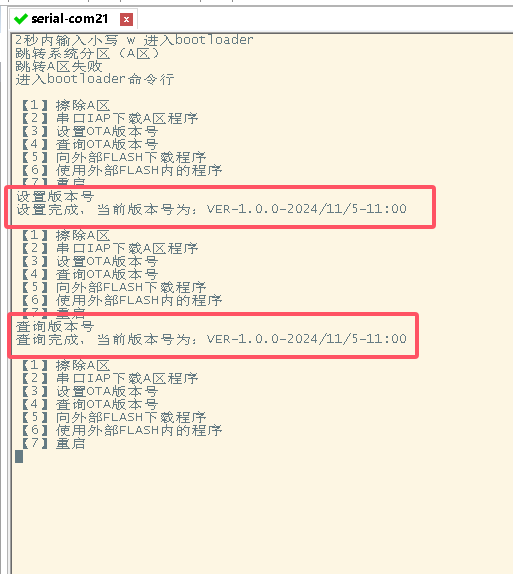 serial-com21
2秒内输入小写 w 进入bootloader
跳转系统分区（A区）
跳转A区失败
进入bootloader命令行
【1】擦除A区
【2】串口IAP下载A区程序
【3】设置OTA版本号
【4】查询OTA版本号
【5】向外部FLASH下载程序
【6】使用外部FLASH内的程序
【7】重启
设置版本号
设置完成，当前版本号为：VER-1.0.0-2024/11/5-11:00
【1】擦除A区
【2】串口IAP下载A区程序
【3】设置OTA版本号
【4】查询OTA版本号
【5】向外部FLASH下载程序
【6】使用外部FLASH内的程序
【7】重启
查询版本号
查询完成，当前版本号为：VER-1.0.0-2024/11/5-11:00
【1】擦除A区
【2】串口IAP下载A区程序
【3】设置OTA版本号
【4】查询OTA版本号
【5】向外部FLASH下载程序
【6】使用外部FLASH内的程序
【7】重启